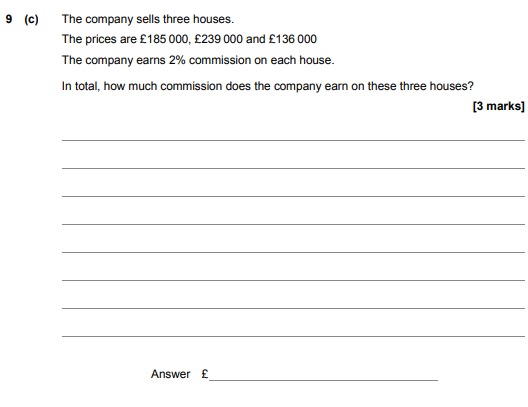 9 (c) The company sells three houses.
The prices are £185 000, £239 000 and £136 000
The company earns 2% commission on each house.
In total, how much commission does the company earn on these three houses?
[3 marks]
Answer £